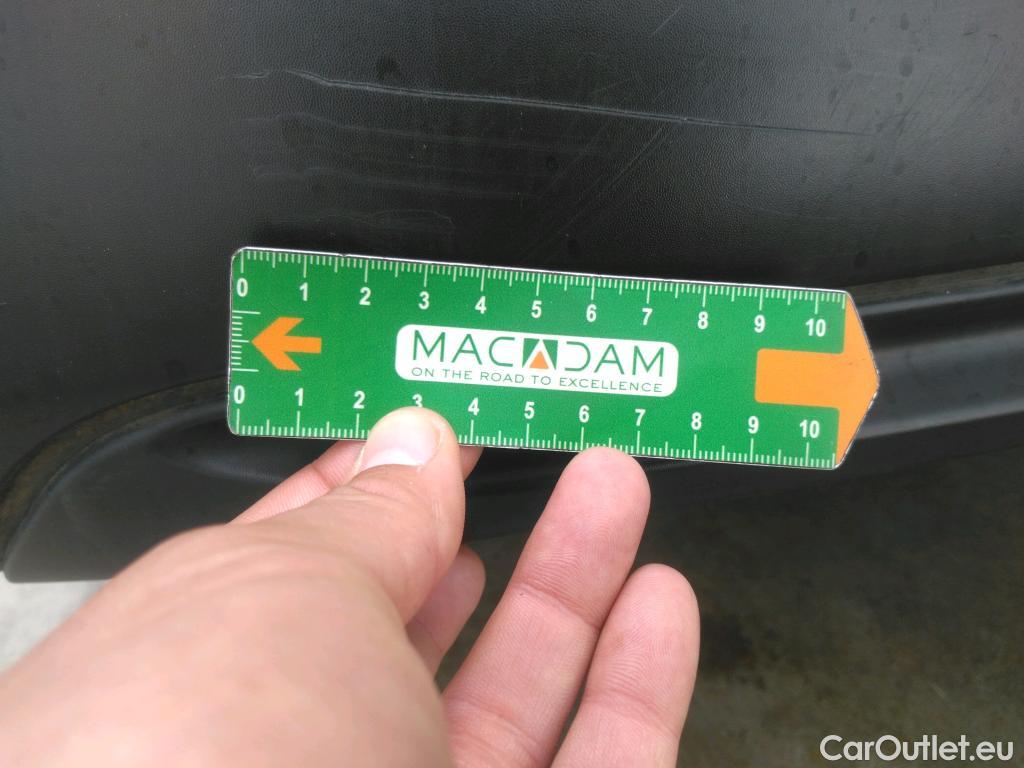 0 1 2 3 4 5 6 7 8 9 10
MACADAM
ON THE ROAD TO EXCELLENCE
0 1 2 3 4 5 6 7 8 9 10
CarOutlet.eu